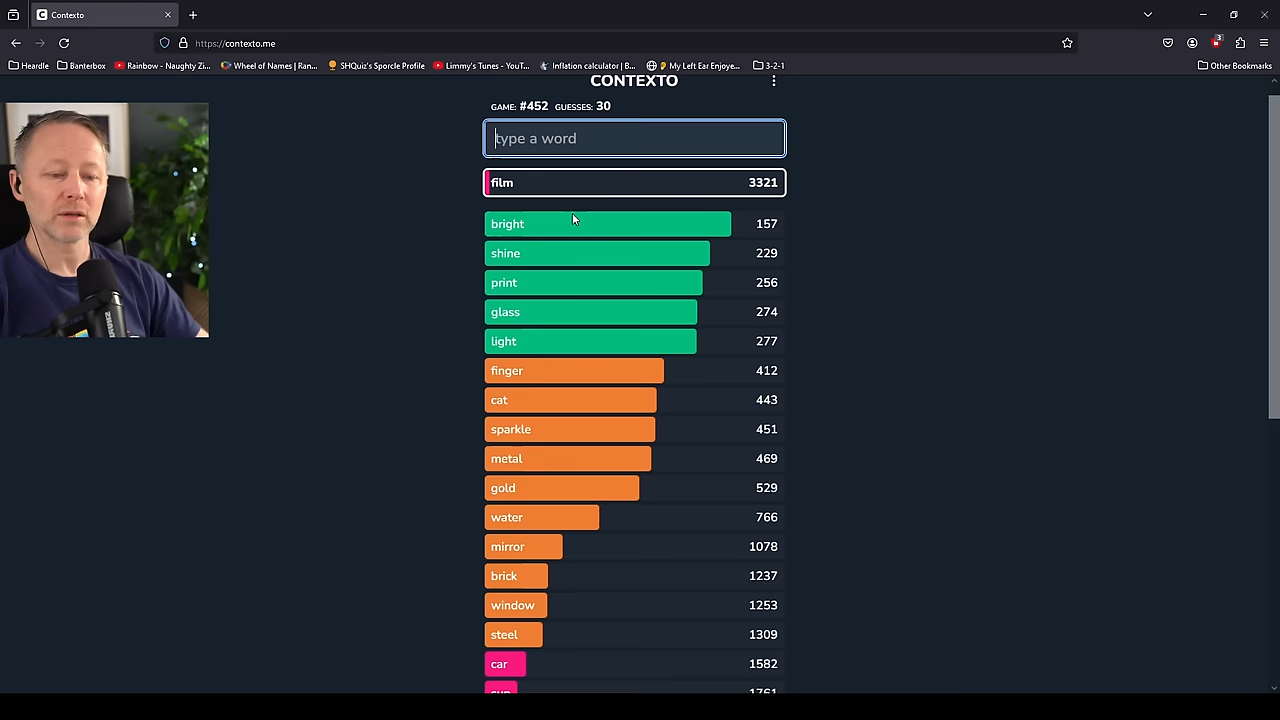 Contexto
https://contexto.me
Heardle
Banterbox
Rainbow - Naughty Zi...
Wheel of Names | Ran...
SHQuiz's Sporcle Profile
Limmy's Tunes - YouT...
Inflation calculator | B...
My Left Ear Enjoye...
3-2-1
Other Bookmarks
CONTEXTO
GAME: #452 GUESSES: 30
type a word
film 3321
bright 157
shine 229
print 256
glass 274
light 277
finger 412
cat 443
sparkle 451
metal 469
gold 529
water 766
mirror 1078
brick 1237
window 1253
steel 1309
car 1582
1761